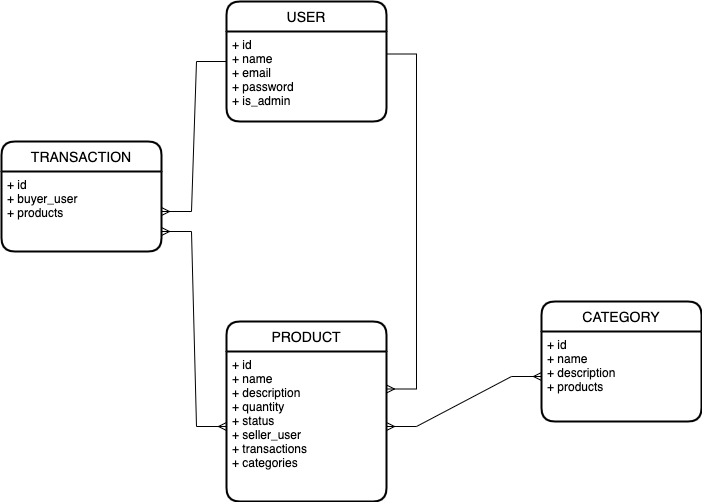 USER
+ id
+ name
+ email
+ password
+ is_admin
TRANSACTION
+ id
+ buyer_user
+ products
PRODUCT
+ id
+ name
+ description
+ quantity
+ status
+ seller_user
+ transactions
+ categories
CATEGORY
+ id
+ name
+ description
+ products